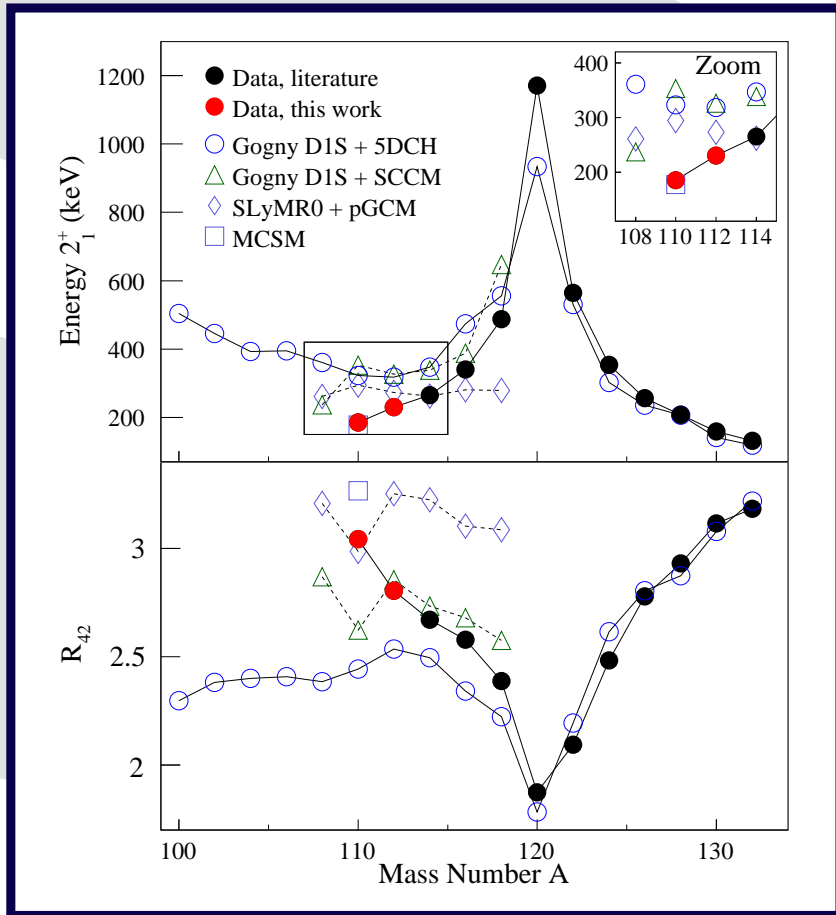 Data, literature
Data, this work
Gogny D1S + 5DCH
Gogny D1S + SCCM
SLyMR0 + pGCM
MCSM
Zoom
400
300
200
108 110 112 114
1200
1000
800
600
400
200
Energy 2₁⁺ (keV)
3
2.5
2
R₄₂
100 110 120 130
Mass Number A